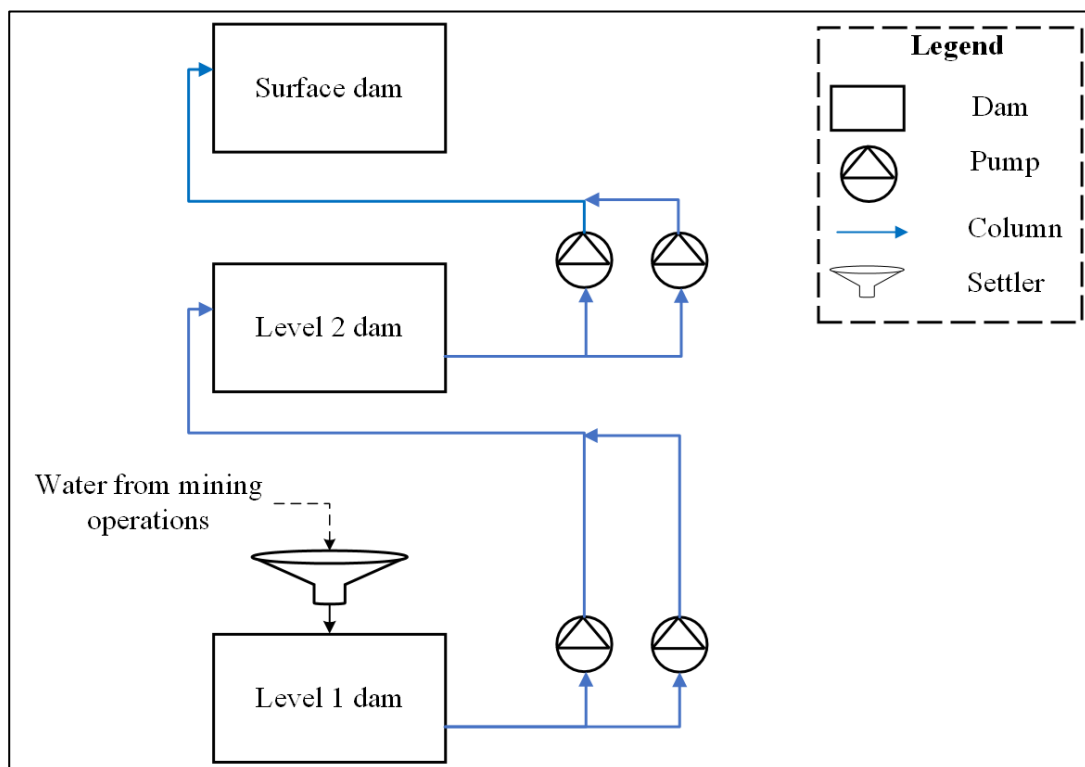 Surface dam
Legend
Dam
Pump
Column
Settler
Level 2 dam
Water from mining
operations
Level 1 dam